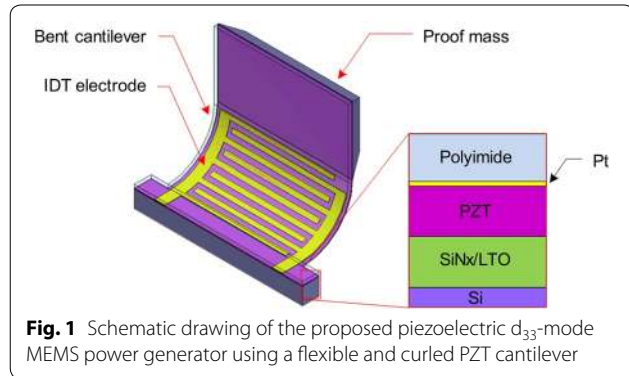 Bent cantilever
Proof mass
IDT electrode
Polyimide
Pt
PZT
SiNx/LTO
Si
Fig. 1 Schematic drawing of the proposed piezoelectric d₃₃-mode
MEMS power generator using a flexible and curled PZT cantilever